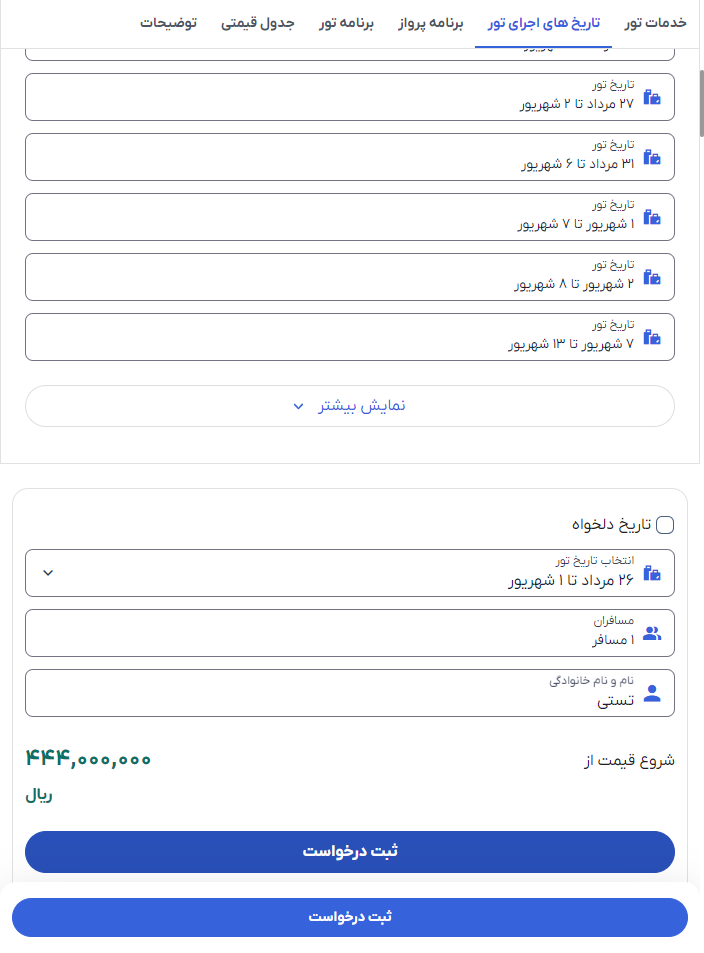 خدمات تور
تاریخ های اجرای تور
برنامه پرواز
برنامه تور
جدول قیمتی
توضیحات
تاریخ تور
۲۷ مرداد تا ۲ شهریور
تاریخ تور
۳۱ مرداد تا ۶ شهریور
تاریخ تور
۱ شهریور تا ۷ شهریور
تاریخ تور
۲ شهریور تا ۸ شهریور
تاریخ تور
۷ شهریور تا ۱۳ شهریور
نمایش بیشتر
تاریخ دلخواه
انتخاب تاریخ تور
۲۶ مرداد تا ۱ شهریور
مسافران
۱ مسافر
نام و نام خانوادگی
تستی
شروع قیمت از
۴۴۴,۰۰۰,۰۰۰
ریال
ثبت درخواست
ثبت درخواست